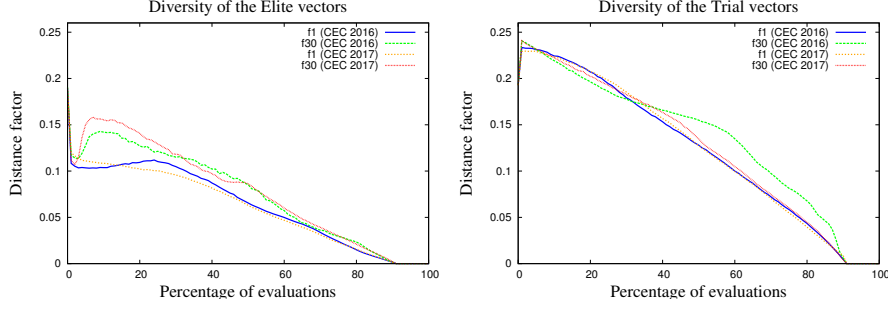 Diversity of the Elite vectors
f1 (CEC 2016)
f30 (CEC 2016)
f1 (CEC 2017)
f30 (CEC 2017)
0.25
0.2
0.15
0.1
0.05
0
Distance factor
0 20 40 60 80 100
Percentage of evaluations
Diversity of the Trial vectors
f1 (CEC 2016)
f30 (CEC 2016)
f1 (CEC 2017)
f30 (CEC 2017)
0.25
0.2
0.15
0.1
0.05
0
Distance factor
0 20 40 60 80 100
Percentage of evaluations